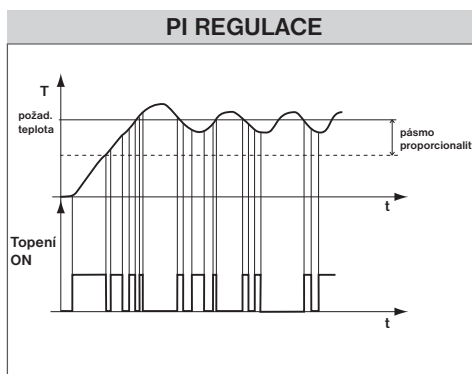 PI REGULACE
T
požad.
teplota
pásmo
proporcionalit
t
Topení
ON
t